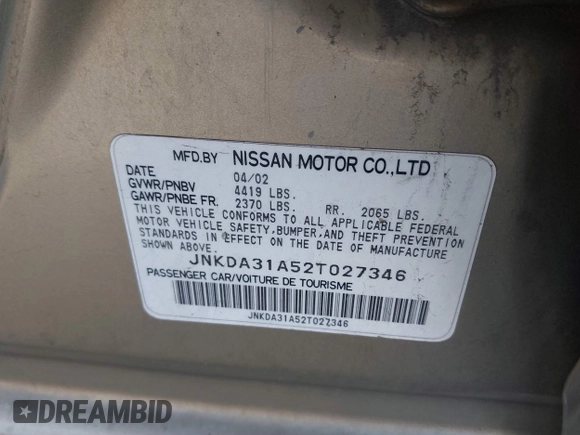 MFD.BY NISSAN MOTOR CO.,LTD
DATE 04/02
GVWR/PNBV 4419 LBS.
GAWR/PNBE FR. 2370 LBS. RR. 2065 LBS.
THIS VEHICLE CONFORMS TO ALL APPLICABLE FEDERAL
MOTOR VEHICLE SAFETY,BUMPER,AND THEFT PREVENTION
STANDARDS IN EFFECT ON THE DATE OF MANUFACTURE
SHOWN ABOVE.
JNKDA31A52T027346
PASSENGER CAR/VOITURE DE TOURISME
JNKDA31A52T027346
DREAMBID